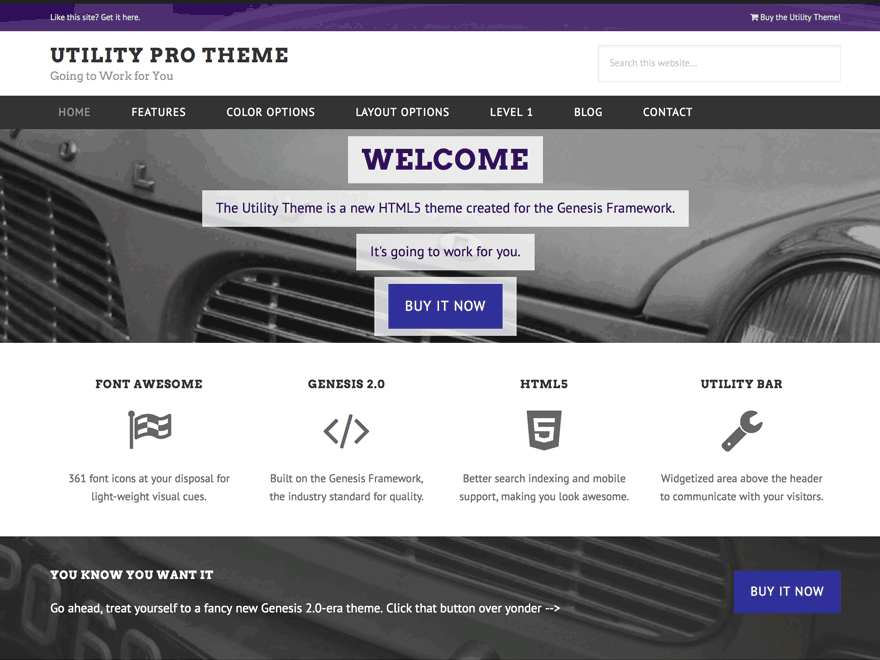 Like this site? Get it here.
Buy the Utility Theme!
UTILITY PRO THEME
Going to Work for You
Search this website...
HOME FEATURES COLOR OPTIONS LAYOUT OPTIONS LEVEL 1 BLOG CONTACT
WELCOME
The Utility Theme is a new HTML5 theme created for the Genesis Framework.
It's going to work for you.
BUY IT NOW
FONT AWESOME
361 font icons at your disposal for
light-weight visual cues.
GENESIS 2.0
</>
Built on the Genesis Framework,
the industry standard for quality.
HTML5
5
Better search indexing and mobile
support, making you look awesome.
UTILITY BAR
Widgetized area above the header
to communicate with your visitors.
YOU KNOW YOU WANT IT
Go ahead, treat yourself to a fancy new Genesis 2.0-era theme. Click that button over yonder -->
BUY IT NOW